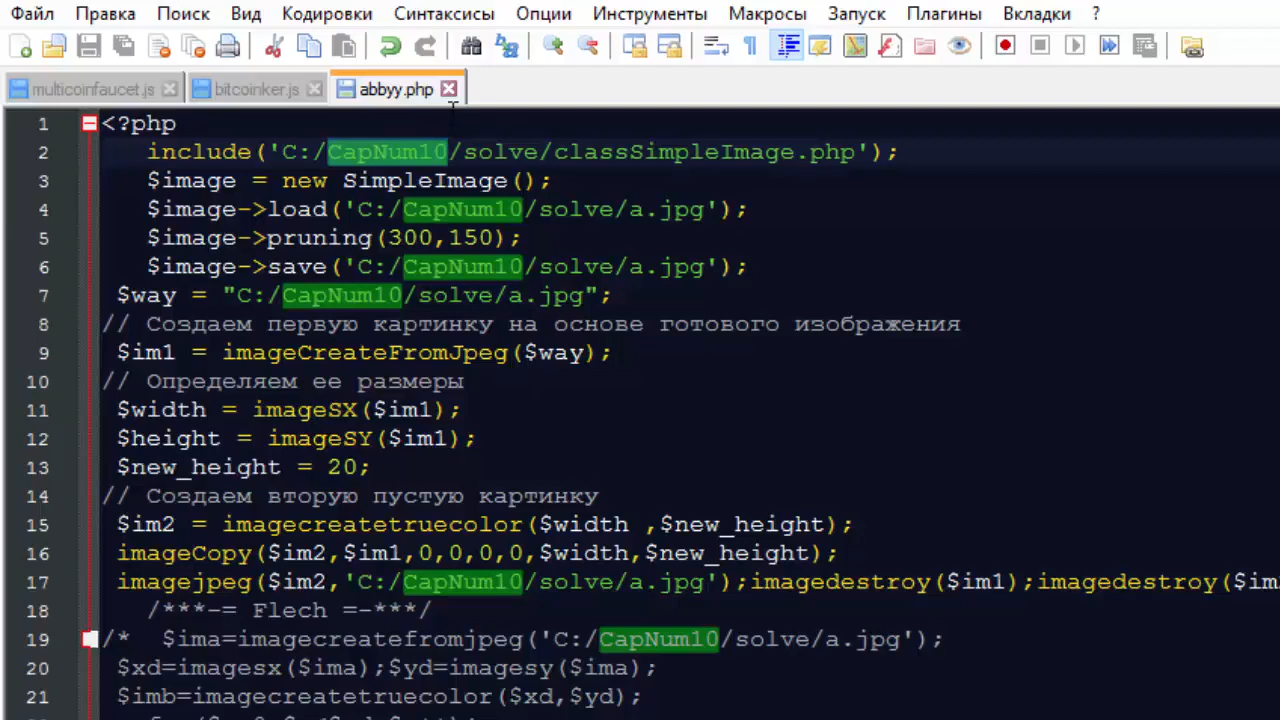 Файл Правка Поиск Вид Кодировки Синтаксисы Опции Инструменты Макросы Запуск Плагины Вкладки ?
multicoinfaucet.js bitcoinker.js abbyy.php
1 <?php
2 include('C:/CapNum10/solve/classSimpleImage.php');
3 $image = new SimpleImage();
4 $image->load('C:/CapNum10/solve/a.jpg');
5 $image->pruning(300,150);
6 $image->save('C:/CapNum10/solve/a.jpg');
7 $way = "C:/CapNum10/solve/a.jpg";
8 // Создаем первую картинку на основе готового изображения
9 $im1 = imageCreateFromJpeg($way);
10 // Определяем ее размеры
11 $width = imageSX($im1);
12 $height = imageSY($im1);
13 $new_height = 20;
14 // Создаем вторую пустую картинку
15 $im2 = imagecreatetruecolor($width ,$new_height);
16 imageCopy($im2,$im1,0,0,0,0,$width,$new_height);
17 imagejpeg($im2,'C:/CapNum10/solve/a.jpg');imagedestroy($im1);imagedestroy($im
18 /***-= Flech =-***/
19 /* $ima=imagecreatefromjpeg('C:/CapNum10/solve/a.jpg');
20 $xd=imagesx($ima);$yd=imagesy($ima);
21 $imb=imagecreatetruecolor($xd,$yd);